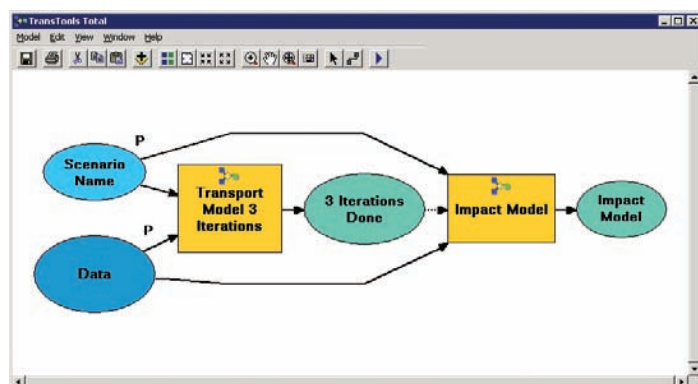 TransTools Total
Model Edit View Window Help
P
Scenario
Name
Transport
Model 3
Iterations
3 Iterations
Done
Impact Model
Impact
Model
P
Data